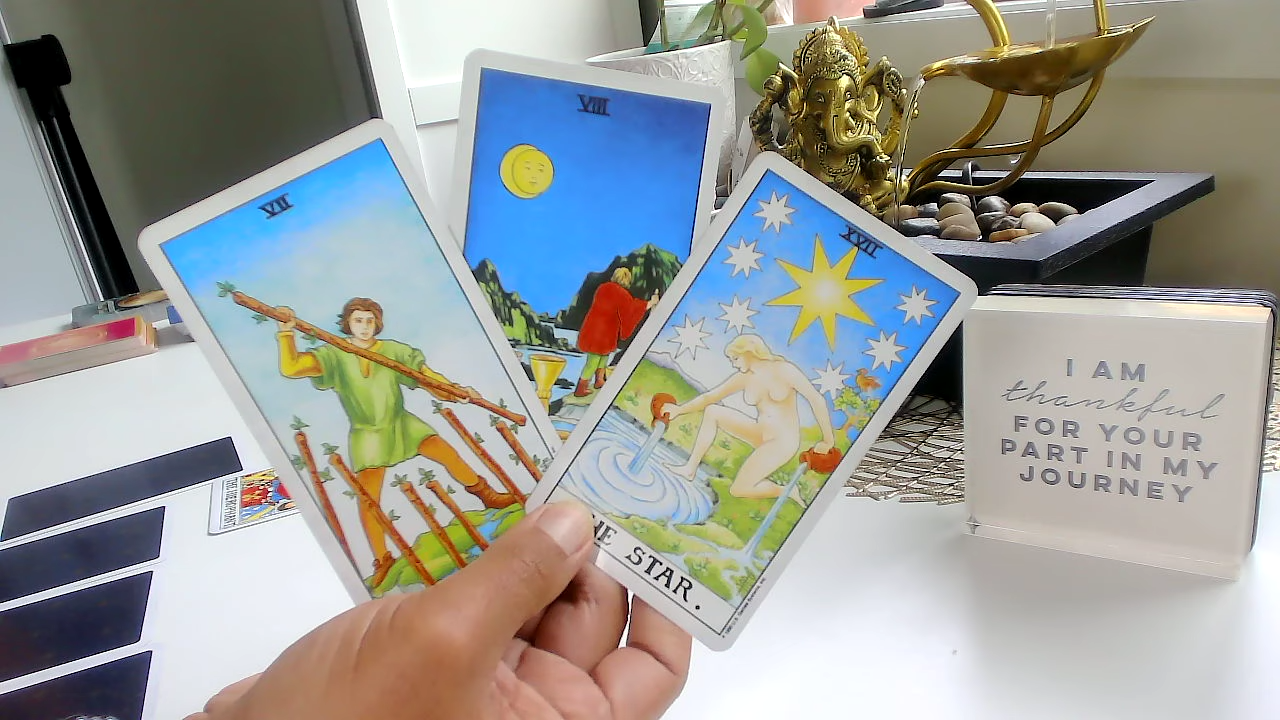 VII
VIII
XVII
THE STAR.
I AM
thankful
FOR YOUR
PART IN MY
JOURNEY